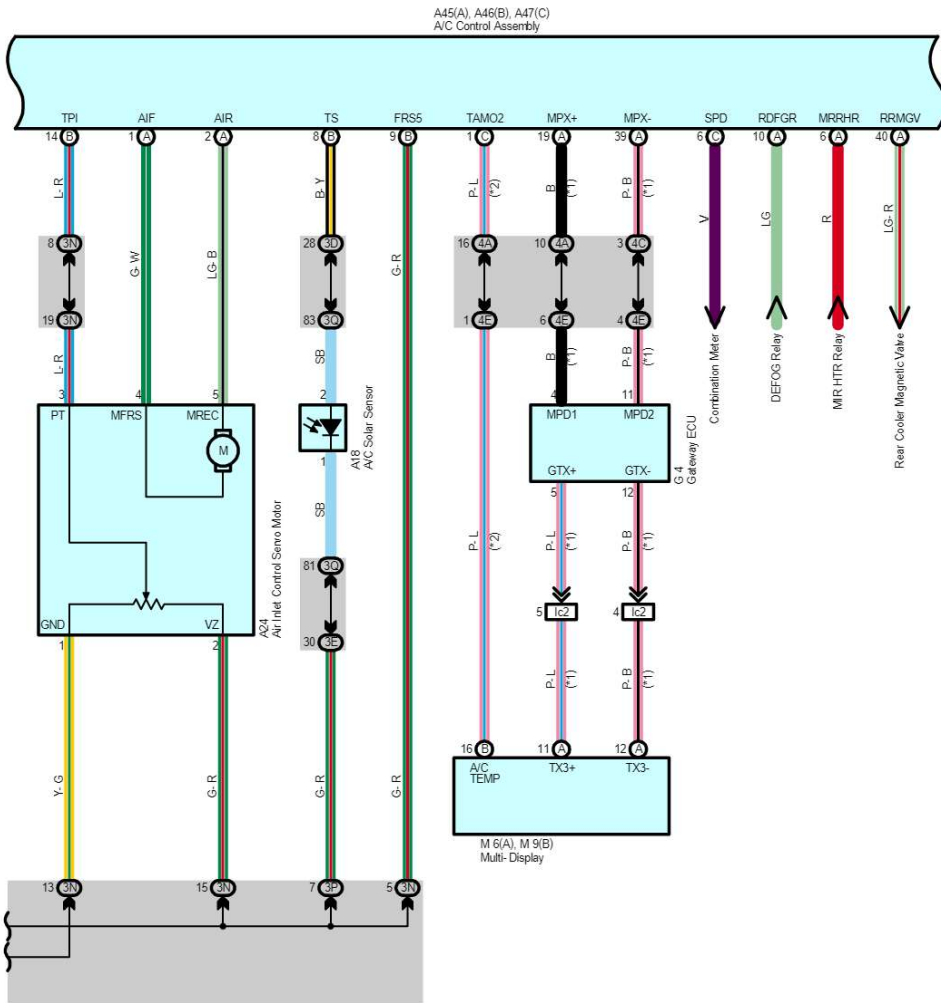 A45(A), A46(B), A47(C)
A/C Control Assembly
TPI AIF AIR TS FRS5 TAMO2 MPX+ MPX- SPD RDFGR MRRHR RRMGV
14 B 1 A 2 A 8 B 9 B 1 C 19 A 39 A 6 C 10 A 6 A 40 A
L- R
G- W
LG- B
B- Y
G- R
P- L (*2)
B (*1)
P- B (*1)
V
LG
R
LG- R
8 3N 28 3D 16 4A 10 4A 3 4C
19 3N 83 3Q 1 4E 6 4E 4 4E
L- R
SB
B (*1)
P- B (*1)
Combination Meter
DEFOG Relay
MIR HTR Relay
Rear Cooler Magnetic Valve
3 4 5 2 4 11
PT MFRS MREC MPD1 MPD2
M
A18
A/C Solar Sensor
G 4
Gateway ECU
1 GTX+ GTX-
5 12
SB
P- L (*2)
P- L (*1)
P- B (*1)
81 3Q
5 Ic2 4 Ic2
30 3E
GND VZ
A24
Air Inlet Control Servo Motor
1 2
P- L (*1)
P- B (*1)
Y- G
G- R
G- R
G- R
16 B 11 A 12 A
A/C TX3+ TX3-
TEMP
M 6(A), M 9(B)
Multi- Display
13 3N 15 3N 7 3P 5 3N